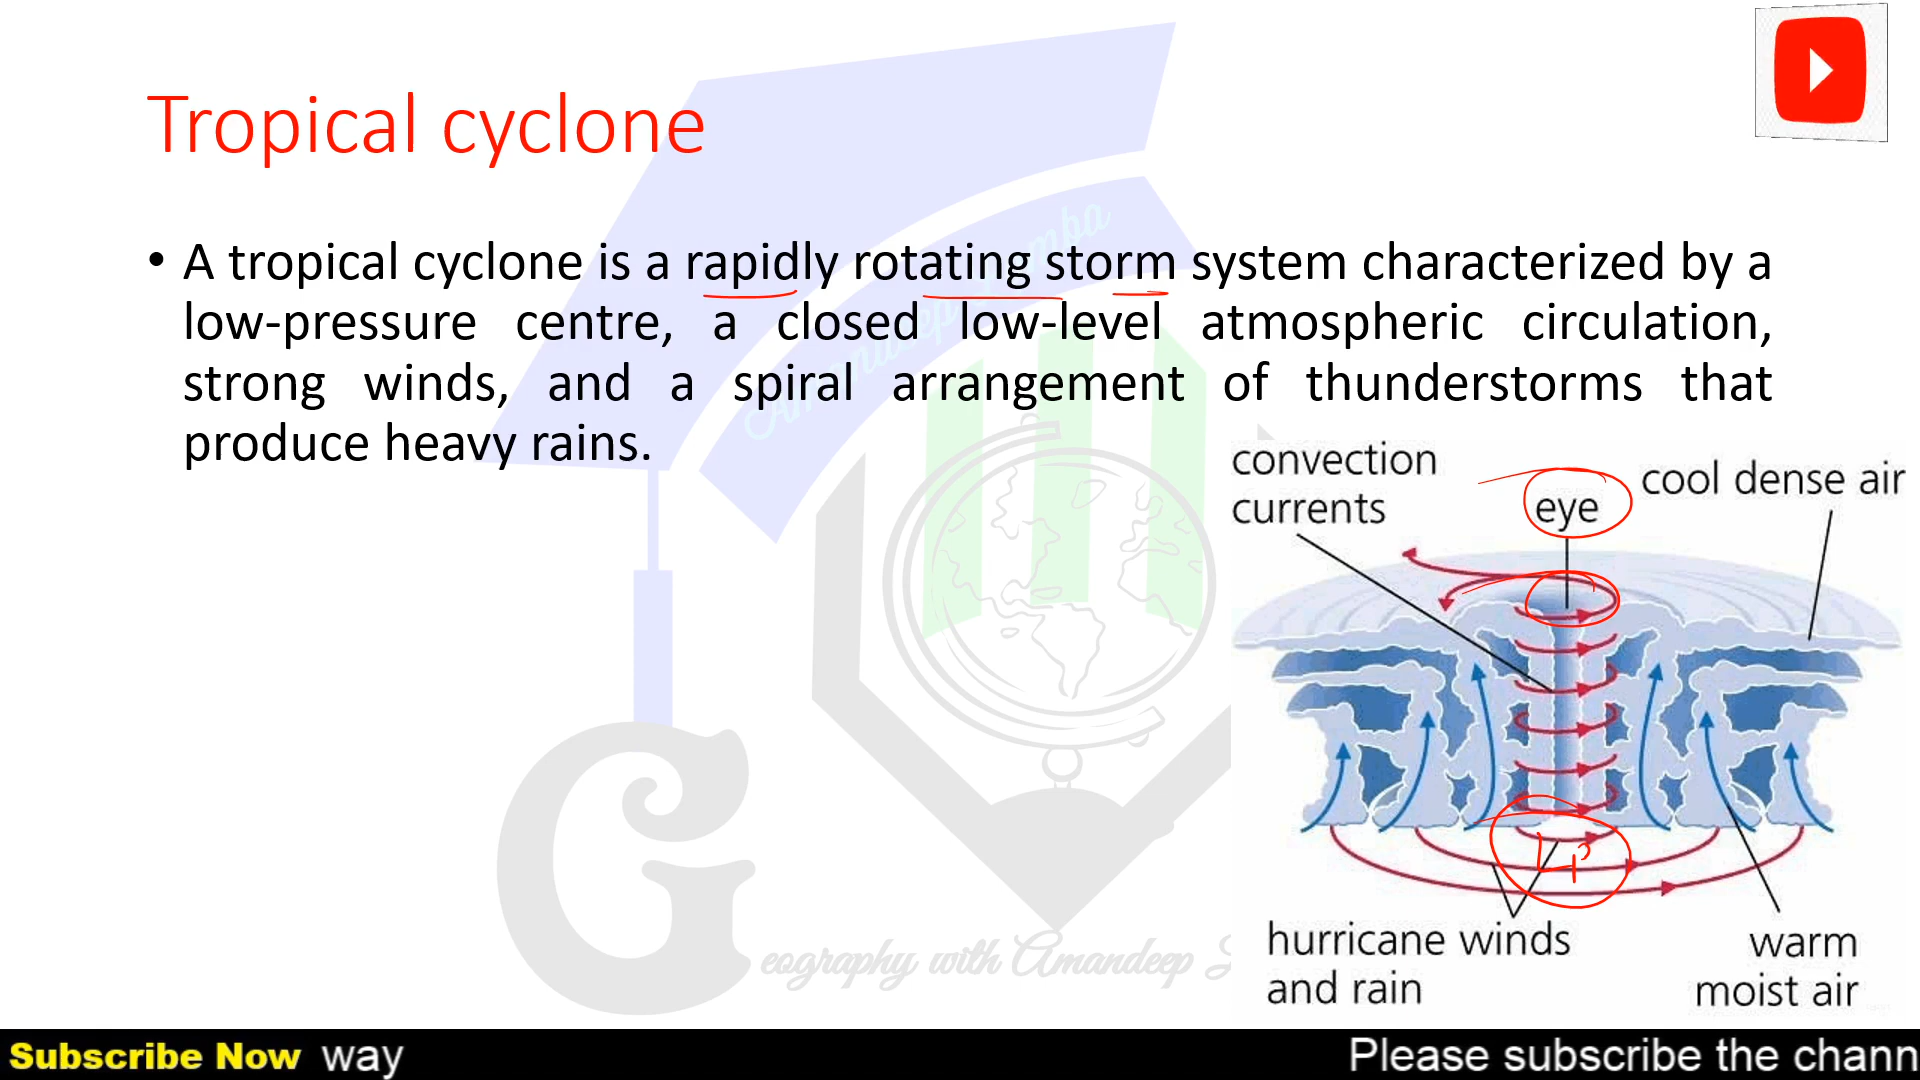 Tropical cyclone
• A tropical cyclone is a rapidly rotating storm system characterized by a
low-pressure centre, a closed low-level atmospheric circulation,
strong winds, and a spiral arrangement of thunderstorms that
produce heavy rains.
convection
currents
eye
cool dense air
LP
hurricane winds
and rain
warm
moist air
Geography with Amandeep
Subscribe Now way
Please subscribe the chann